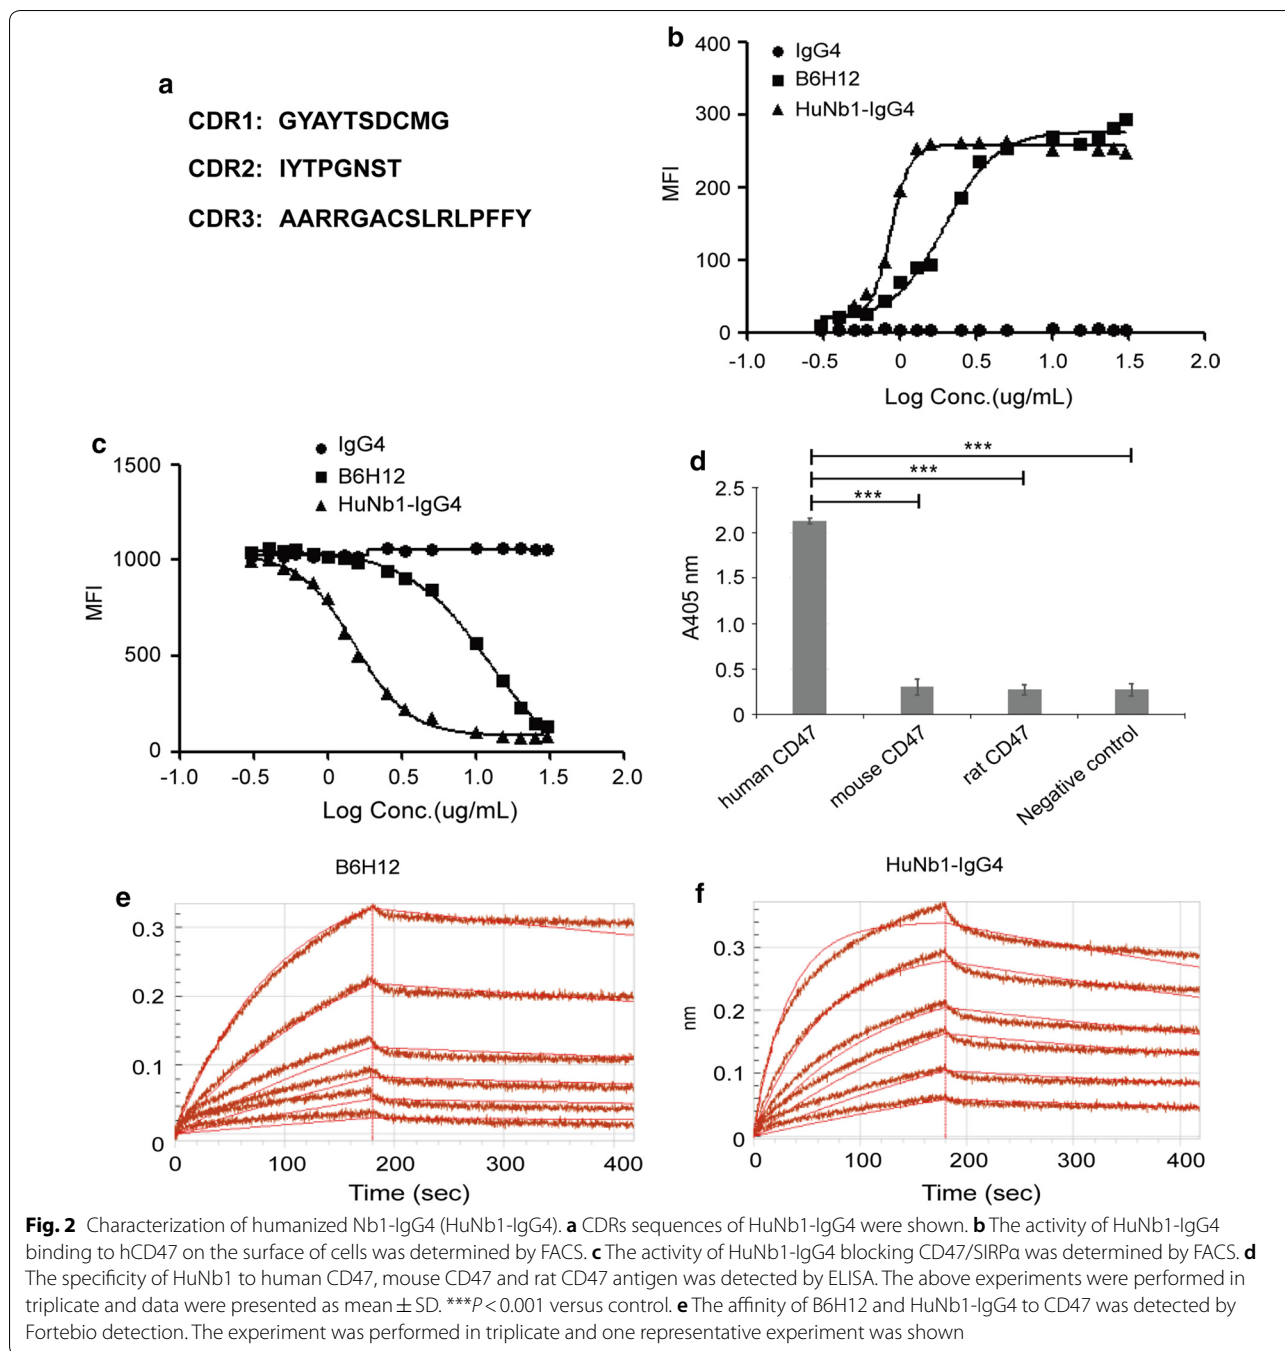 a
CDR1: GYAYTSDCMG
CDR2: IYTPGNST
CDR3: AARRGACSLRLPFFY
b
IgG4
B6H12
HuNb1-IgG4
400
300
200
100
0
MFI
-1.0 -0.5 0 0.5 1.0 1.5 2.0
Log Conc.(ug/mL)
c
IgG4
B6H12
HuNb1-IgG4
1500
1000
500
0
MFI
-1.0 -0.5 0 0.5 1.0 1.5 2.0
Log Conc.(ug/mL)
d
***
***
***
2.5
2.0
1.5
1.0
0.5
0
A405 nm
human CD47
mouse CD47
rat CD47
Negative control
B6H12
e
0.3
0.2
0.1
0
0 100 200 300 400
Time (sec)
HuNb1-IgG4
f
0.3
0.2
0.1
0
nm
0 100 200 300 400
Time (sec)
Fig. 2 Characterization of humanized Nb1-IgG4 (HuNb1-IgG4). a CDRs sequences of HuNb1-IgG4 were shown. b The activity of HuNb1-IgG4
binding to hCD47 on the surface of cells was determined by FACS. c The activity of HuNb1-IgG4 blocking CD47/SIRPα was determined by FACS. d
The specificity of HuNb1 to human CD47, mouse CD47 and rat CD47 antigen was detected by ELISA. The above experiments were performed in
triplicate and data were presented as mean ± SD. ***P < 0.001 versus control. e The affinity of B6H12 and HuNb1-IgG4 to CD47 was detected by
Fortebio detection. The experiment was performed in triplicate and one representative experiment was shown